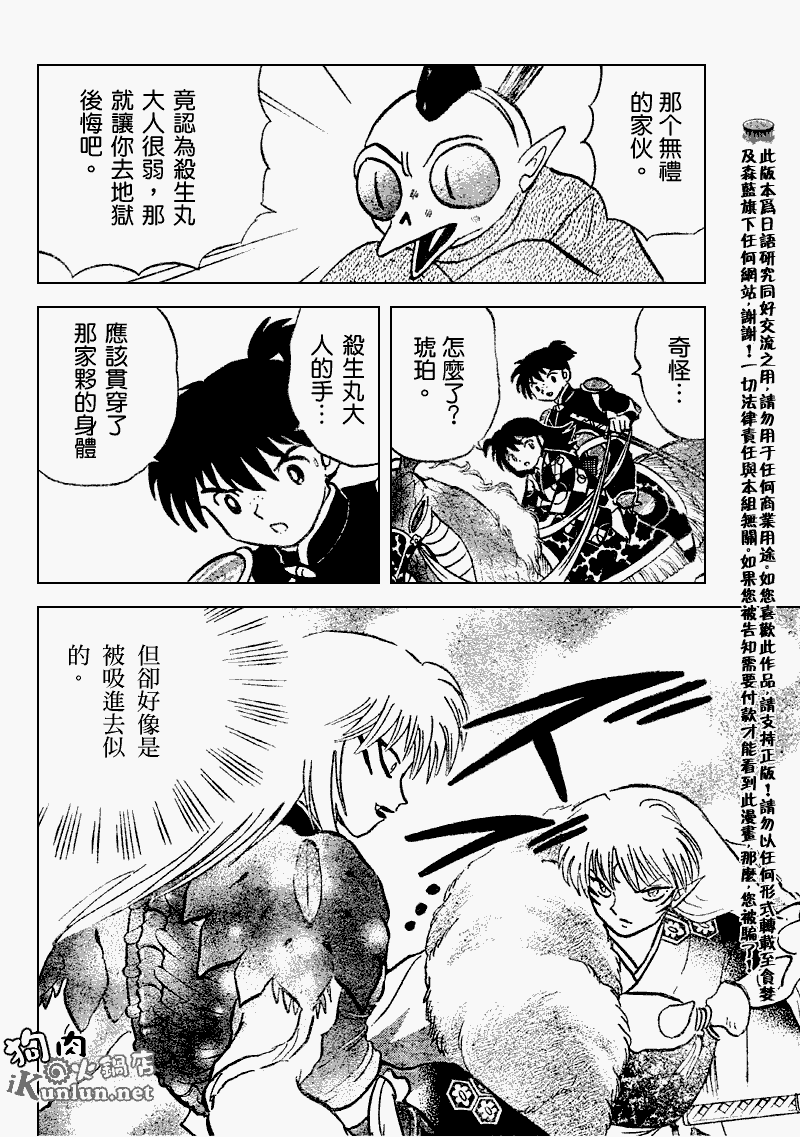 那个無禮
的家伙。
竟認為殺生丸
大人很弱，那
就讓你去地獄
後悔吧。
奇怪…
怎麼了？
琥珀。
殺生丸大
人的手…
應該貫穿了
那家夥的身體
但卻好像是
被吸進去似
的。
ズイッ…
此版本爲日語研究同好交流之用，請勿用于任何商業用途。如您喜歡此作品，請支持正版！請勿以任何形式轉載至貪婪
及森藍旗下任何網站，謝謝！一切法律責任與本組無關。如果您被告知需要付款才能看到此漫畫，那麼，您被騙了！
狗肉
火鍋店
iKunlun.net